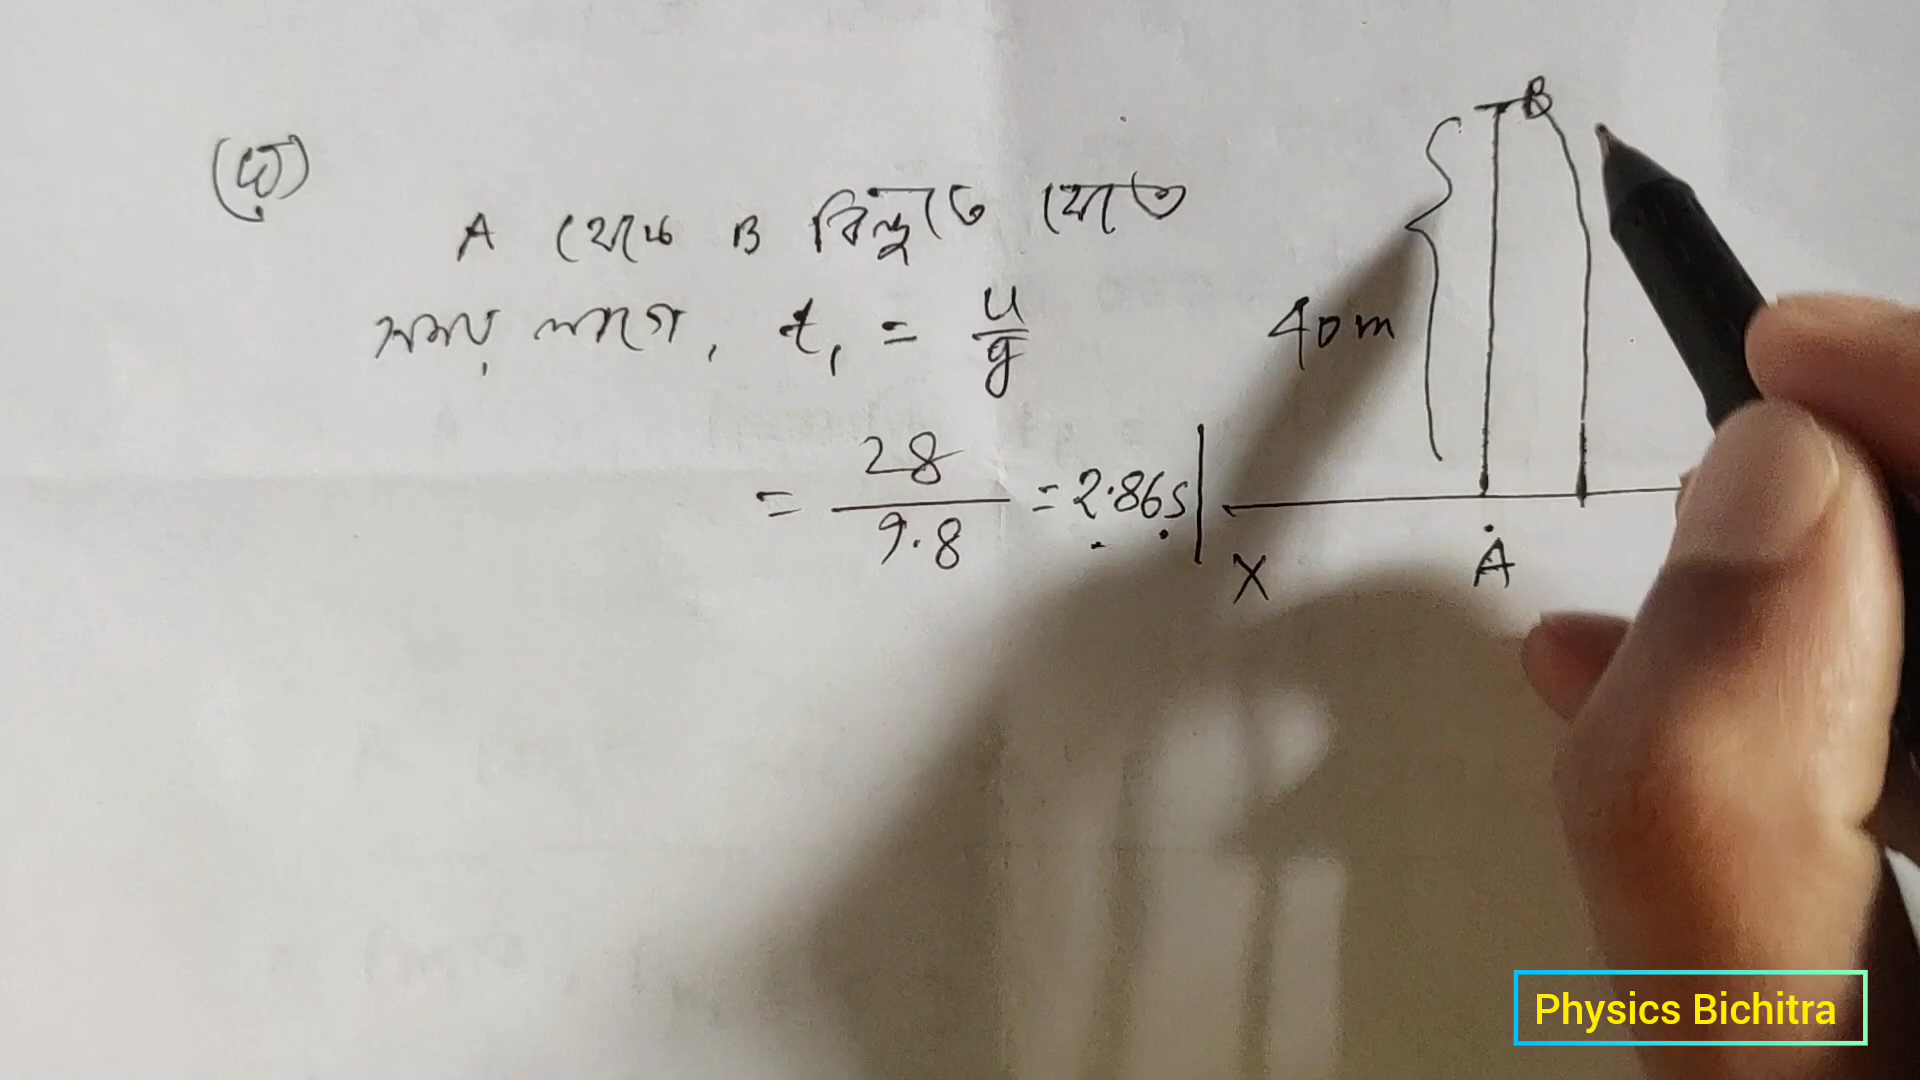 (ঘ)
A থেকে B বিন্দুতে যেতে
সময় লাগে, t₁ = u/g
= 28/9.8 = 2.86s
B
40m
X
A
Physics Bichitra